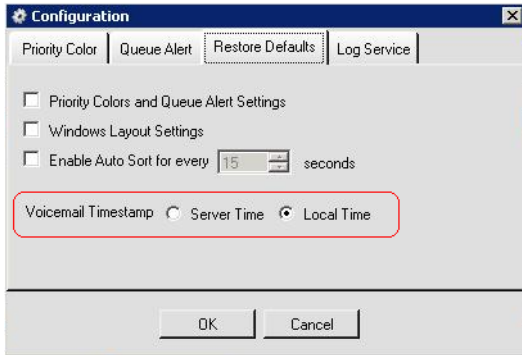 Configuration
Priority Color Queue Alert Restore Defaults Log Service
Priority Colors and Queue Alert Settings
Windows Layout Settings
Enable Auto Sort for every 15 seconds
Voicemail Timestamp Server Time Local Time
OK Cancel